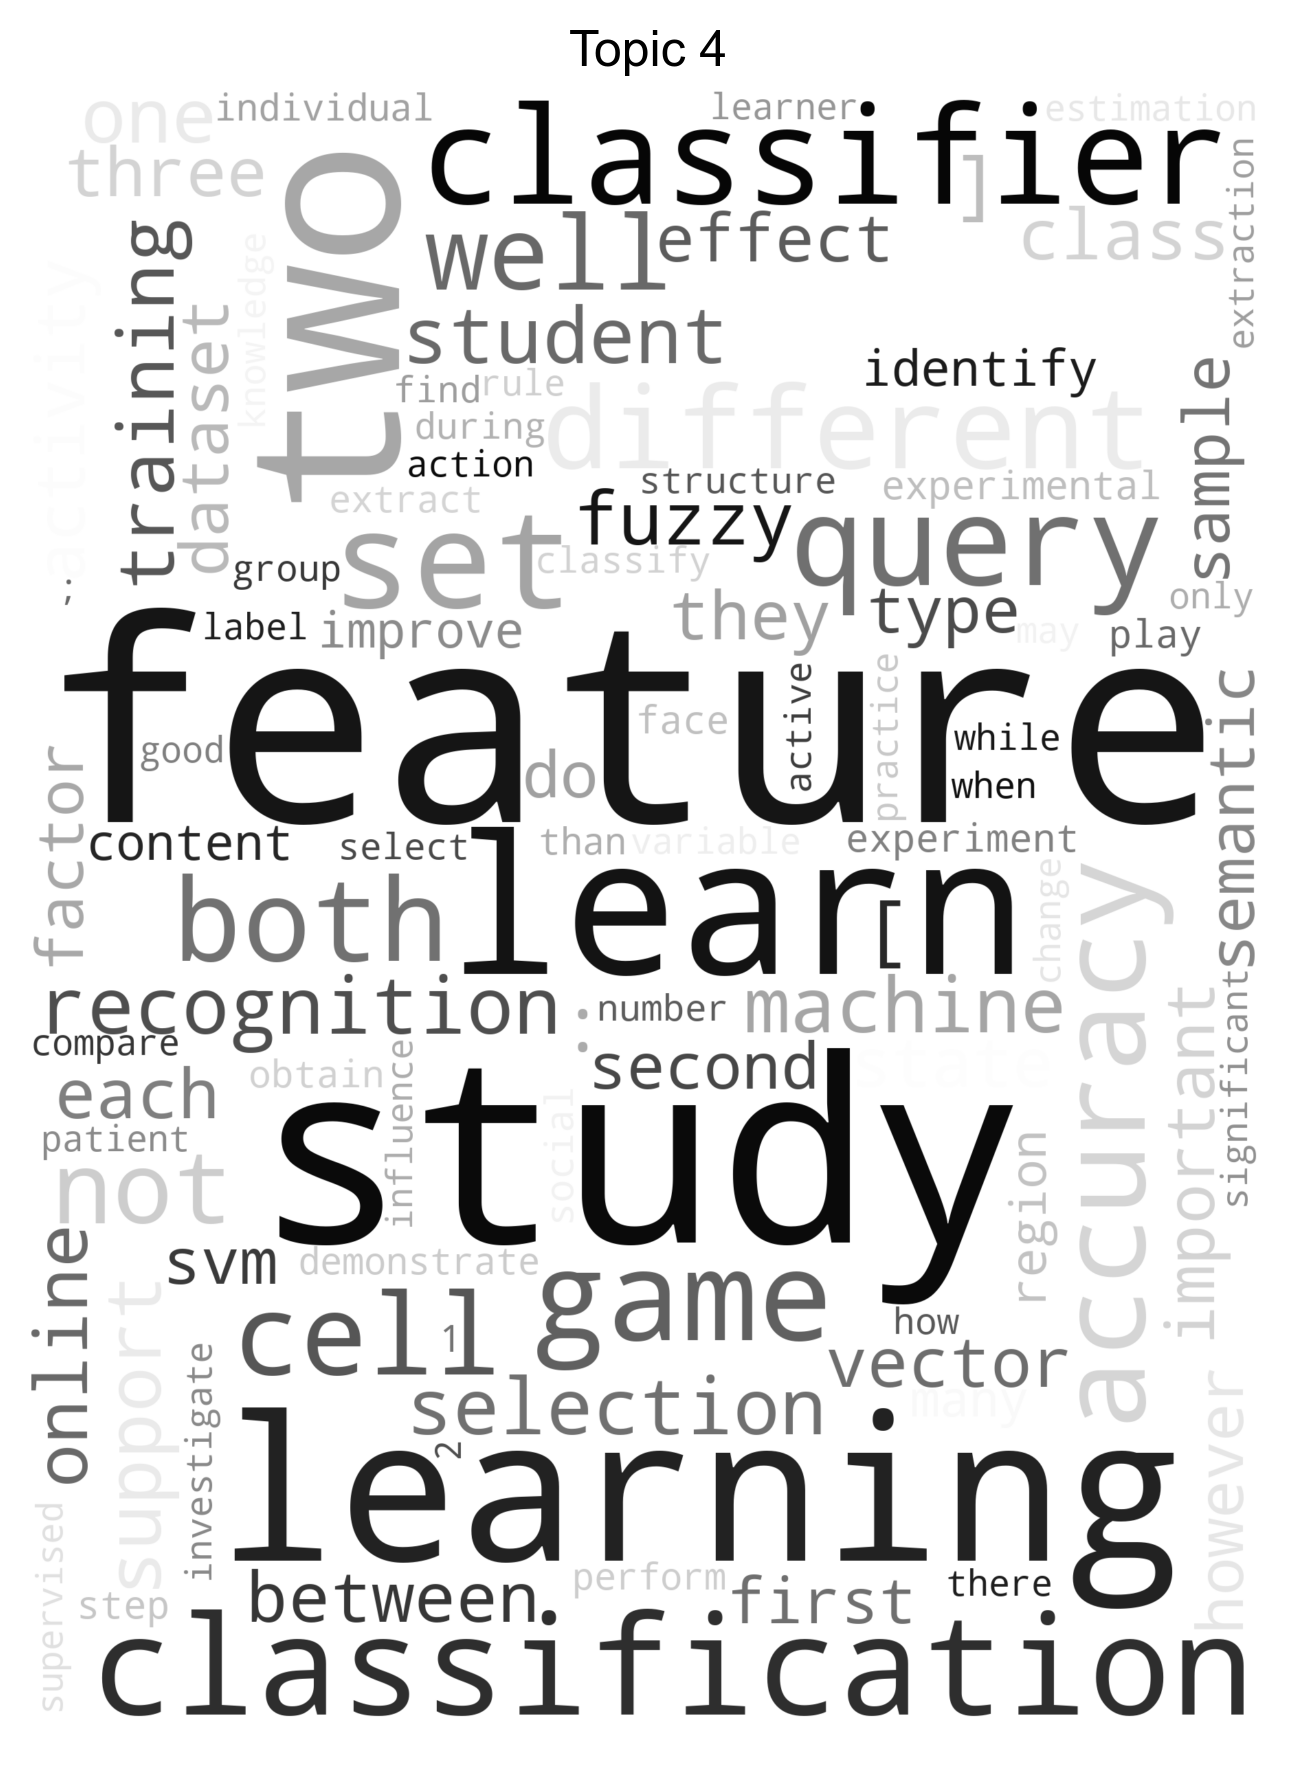 Topic 4
one
individual
learner
estimation
classifier
three
two
]
extraction
class
training
well
effect
knowledge
activity
dataset
student
identify
sample
find
rule
different
during
action
structure
experimental
extract
fuzzy
query
set
classify
group
;
only
type
they
label
improve
may
play
feature
active
practice
semantic
face
while
good
do
when
factor
content
select
than
variable
experiment
learn
both
[
change
accuracy
recognition
:
number
machine
important
significant
compare
second
state
each
obtain
influence
study
social
patient
not
region
online
svm
demonstrate
game
support
cell
1
how
vector
investigate
selection
many
however
learning
2
supervised
step
between
perform
first
there
classification